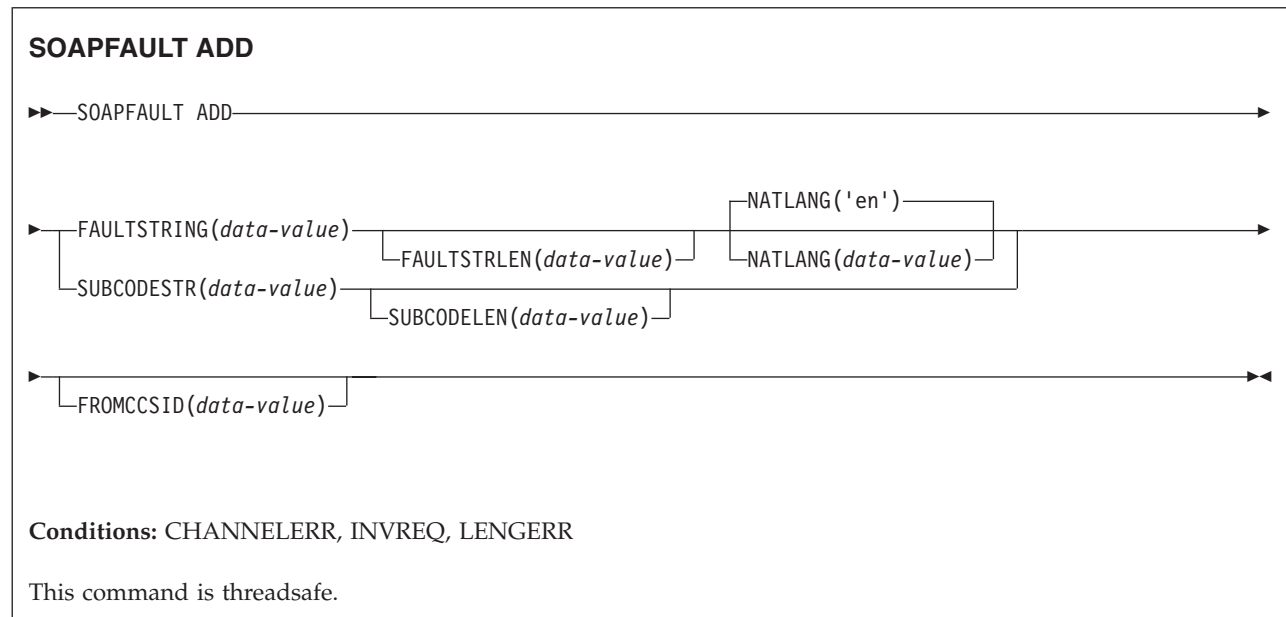 SOAPFAULT ADD
SOAPFAULT ADD
NATLANG('en')
FAULTSTRING(data-value)
FAULTSTRLEN(data-value)
NATLANG(data-value)
SUBCODESTR(data-value)
SUBCODELEN(data-value)
FROMCCSID(data-value)
Conditions: CHANNELERR, INVREQ, LENGERR
This command is threadsafe.